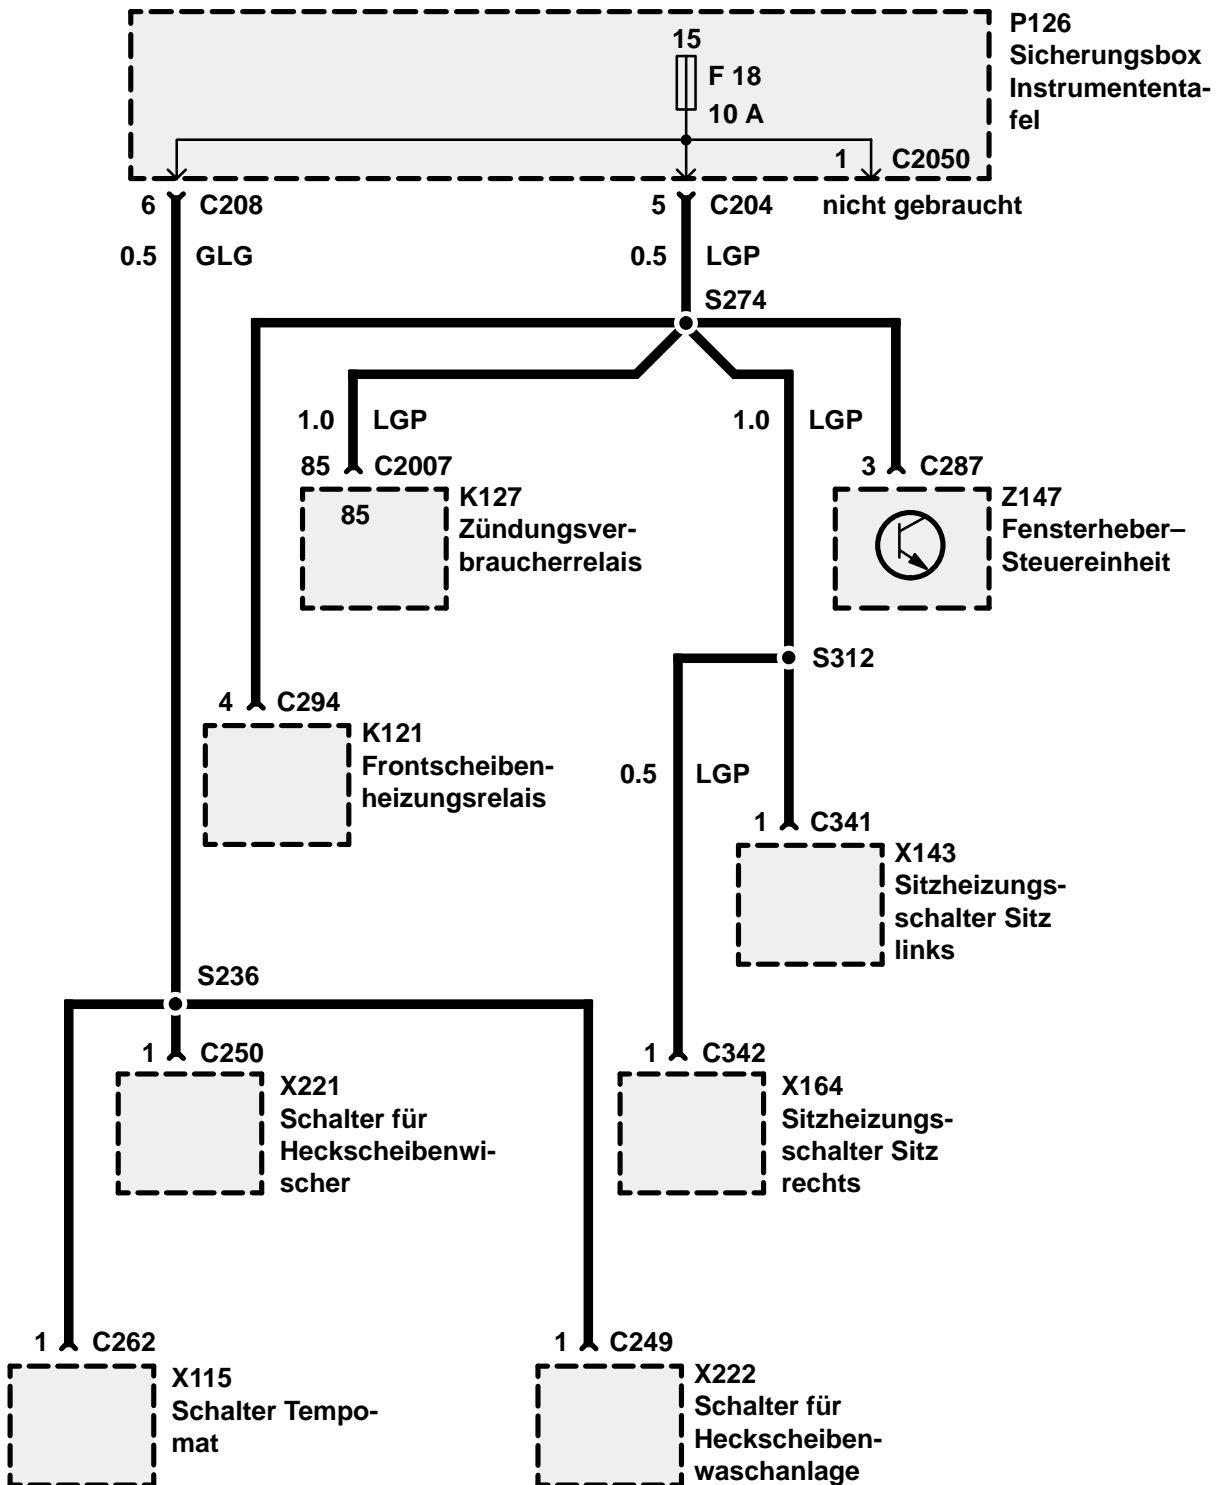 P126
Sicherungsbox
Instrumententa-
fel
15
F 18
10 A
1 C2050
6 C208
5 C204
nicht gebraucht
0.5 GLG
0.5 LGP
S274
1.0 LGP
1.0 LGP
85 C2007
3 C287
85
K127
Zündungsver-
braucherrelais
Z147
Fensterheber–
Steuereinheit
S312
4 C294
K121
Frontscheiben-
heizungsrelais
0.5 LGP
1 C341
X143
Sitzheizungs-
schalter Sitz
links
S236
1 C250
X221
Schalter für
Heckscheibenwi-
scher
1 C342
X164
Sitzheizungs-
schalter Sitz
rechts
1 C262
X115
Schalter Tempo-
mat
1 C249
X222
Schalter für
Heckscheiben-
waschanlage